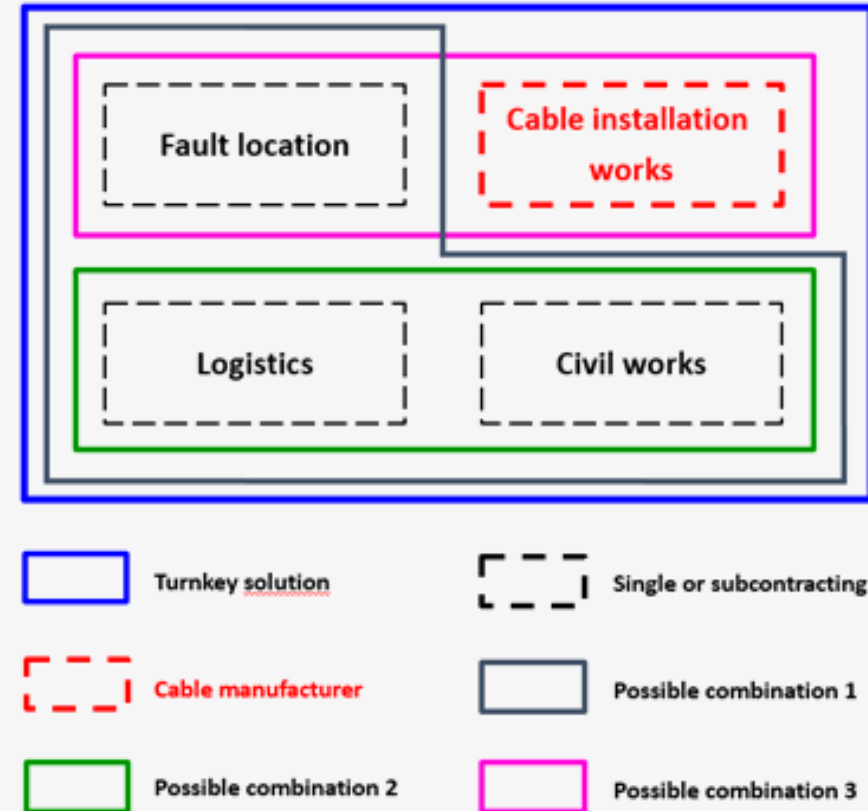 Fault location
Cable installation
works
Logistics
Civil works
Turnkey solution
Single or subcontracting
Cable manufacturer
Possible combination 1
Possible combination 2
Possible combination 3